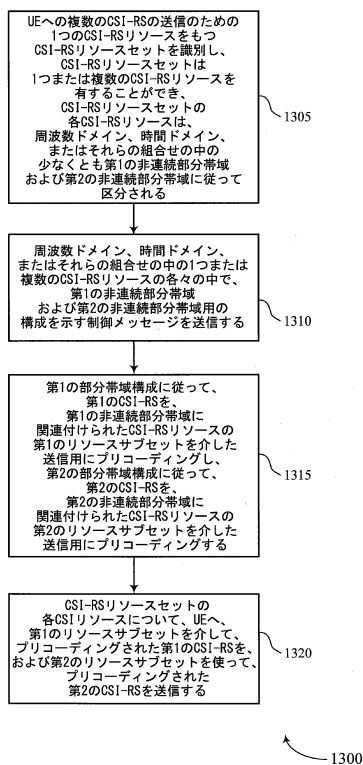 UEへの複数のCSI-RSの送信のための
1つのCSI-RSリソースをもつ
CSI-RSリソースセットを識別し、
CSI-RSリソースセットは
1つまたは複数のCSI-RSリソースを
有することができ、
CSI-RSリソースセットの
各CSI-RSリソースは、
周波数ドメイン、時間ドメイン、
またはそれらの組合せの中の
少なくとも第1の非連続部分帯域
および第2の非連続部分帯域に従って
区分される
1305
周波数ドメイン、時間ドメイン、
またはそれらの組合せの中の1つまたは
複数のCSI-RSリソースの各々の中で、
第1の非連続部分帯域
および第2の非連続部分帯域用の
構成を示す制御メッセージを送信する
1310
第1の部分帯域構成に従って、
第1のCSI-RSを、
第1の非連続部分帯域に
関連付けられたCSI-RSリソースの
第1のリソースサブセットを介した
送信用にプリコーディングし、
第2の部分帯域構成に従って、
第2のCSI-RSを、
第2の非連続部分帯域に
関連付けられたCSI-RSリソースの
第2のリソースサブセットを介した
送信用にプリコーディングする
1315
CSI-RSリソースセットの
各CSIリソースについて、UEへ、
第1のリソースサブセットを介して、
プリコーディングされた第1のCSI-RSを、
および第2のリソースサブセットを使って、
プリコーディングされた
第2のCSI-RSを送信する
1320
1300